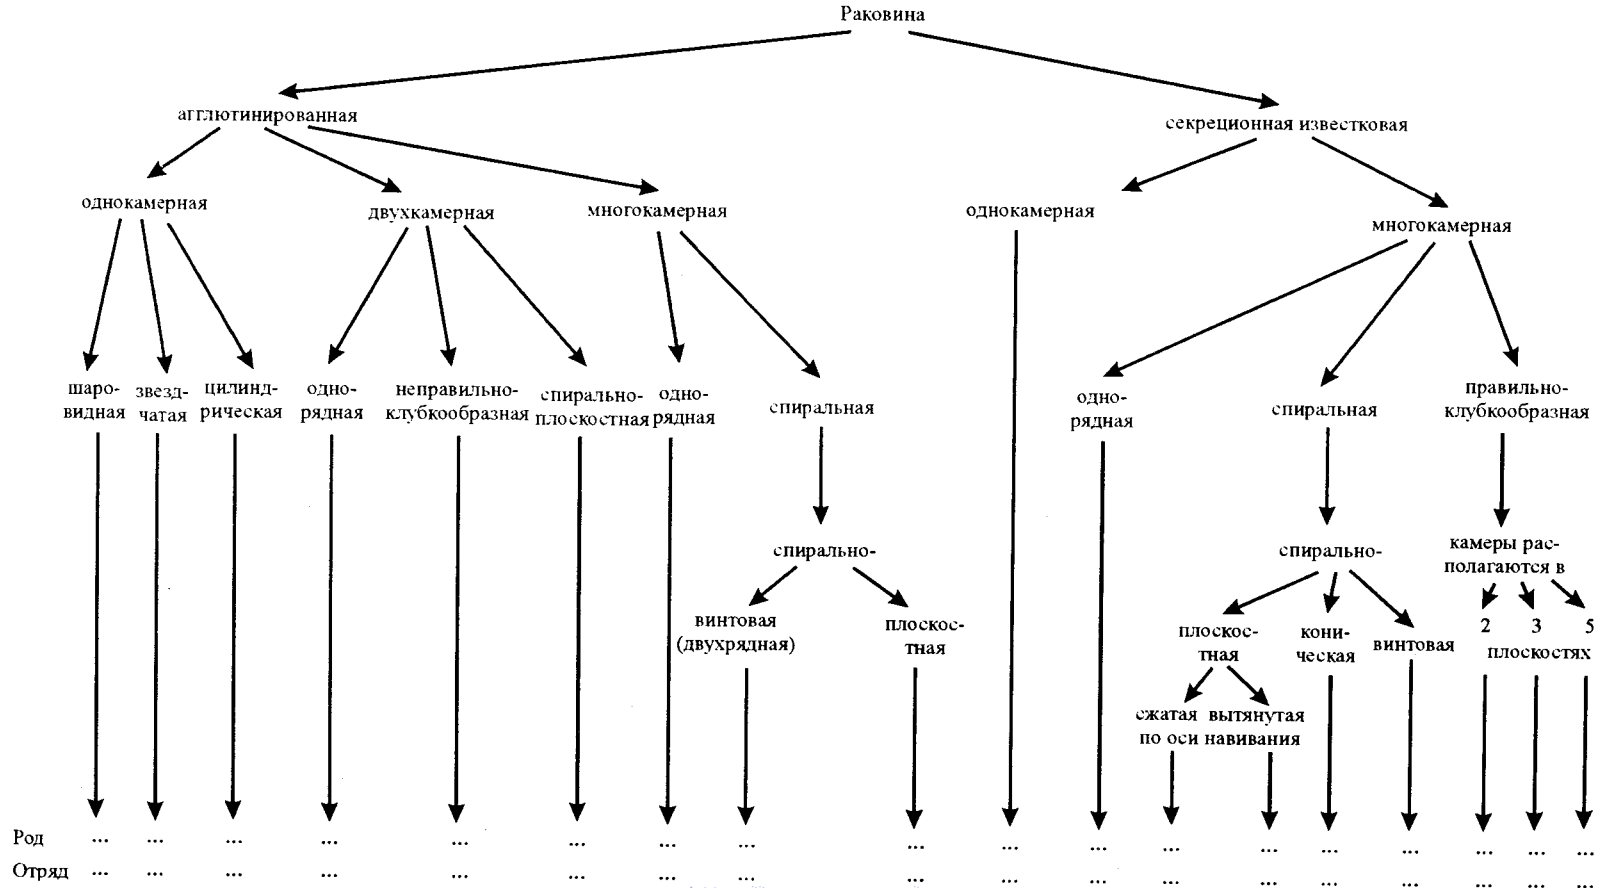 Раковина
агглютинированная
секреционная известковая
однокамерная
двухкамерная
многокамерная
однокамерная
многокамерная
шаро-
видная
звезд-
чатая
цилинд-
рическая
одно-
рядная
неправильно-
клубкообразная
спирально-
плоскостная
одно-
рядная
спиральная
одно-
рядная
спиральная
правильно-
клубкообразная
спирально-
винтовая
(двухрядная)
плоскос-
тная
спирально-
плоскос-
тная
кони-
ческая
винтовая
сжатая вытянутая
по оси навивания
камеры рас-
полагаются в
2 3 5
плоскостях
Род ... ... ... ... ... ... ... ... ... ... ... ... ... ... ... ... ... ...
Отряд ... ... ... ... ... ... ... ... ... ... ... ... ... ... ... ... ... ...